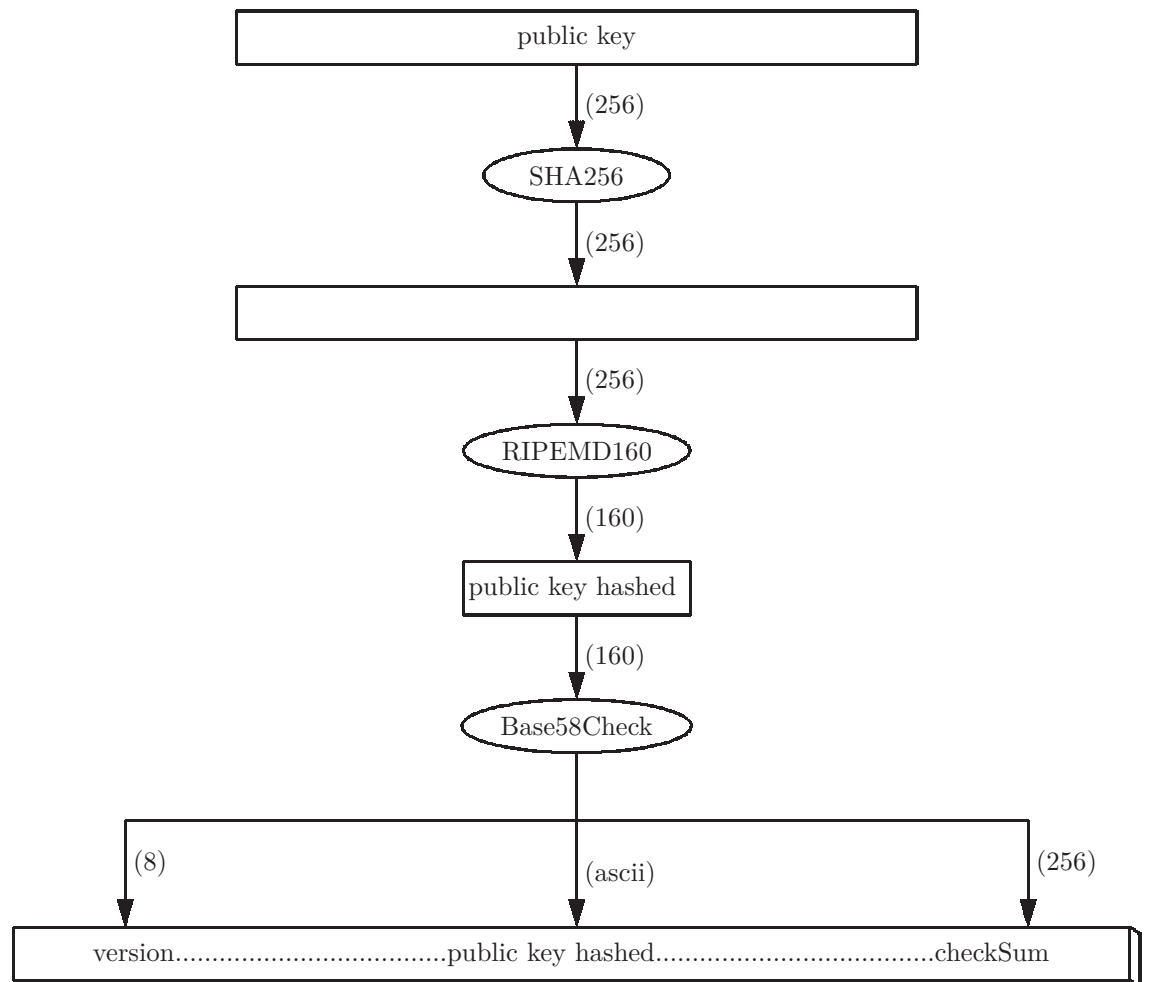 public key
(256)
SHA256
(256)
(256)
RIPEMD160
(160)
public key hashed
(160)
Base58Check
(8)
(ascii)
(256)
version.....................................public key hashed......................................checkSum